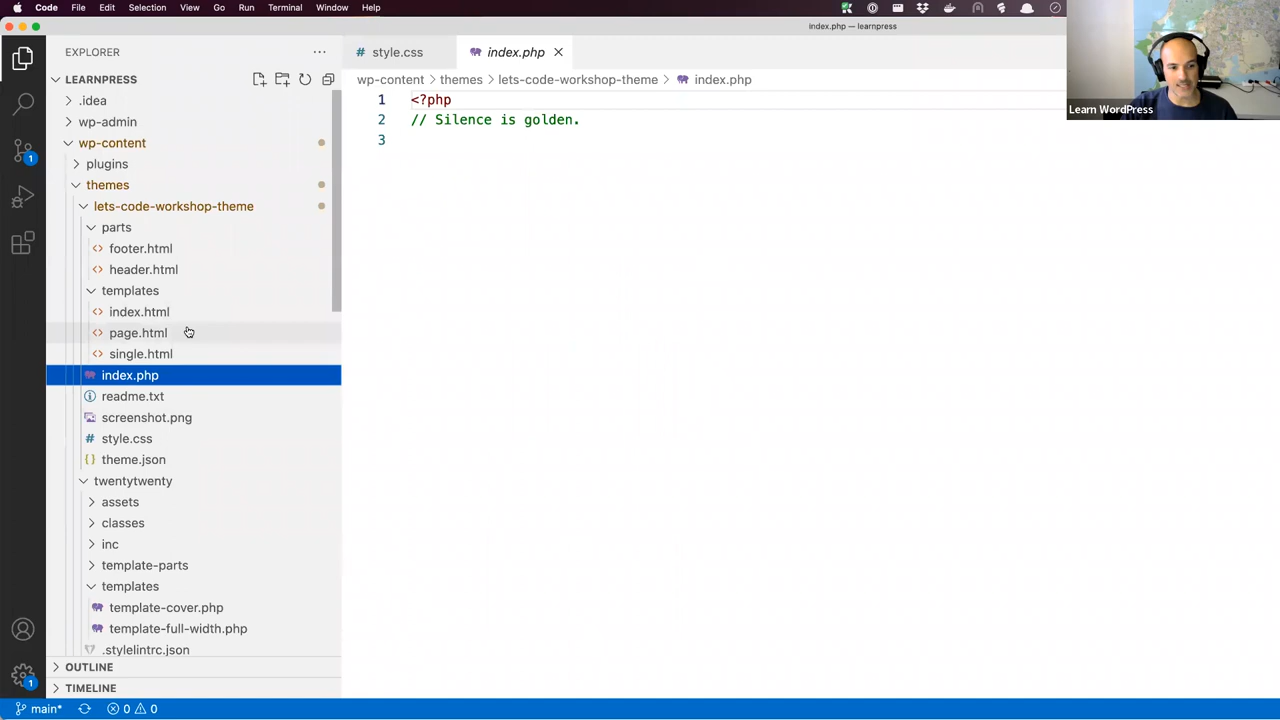 Code File Edit Selection View Go Run Terminal Window Help
index.php — learnpress
EXPLORER
LEARNPRESS
.idea
wp-admin
wp-content
plugins
themes
lets-code-workshop-theme
parts
footer.html
header.html
templates
index.html
page.html
single.html
index.php
readme.txt
screenshot.png
style.css
theme.json
twentytwenty
assets
classes
inc
template-parts
templates
template-cover.php
template-full-width.php
.stylelintrc.json
OUTLINE
TIMELINE
1
1
style.css index.php
wp-content > themes > lets-code-workshop-theme > index.php
1 <?php
2 // Silence is golden.
3
Learn WordPress
main* 0 0